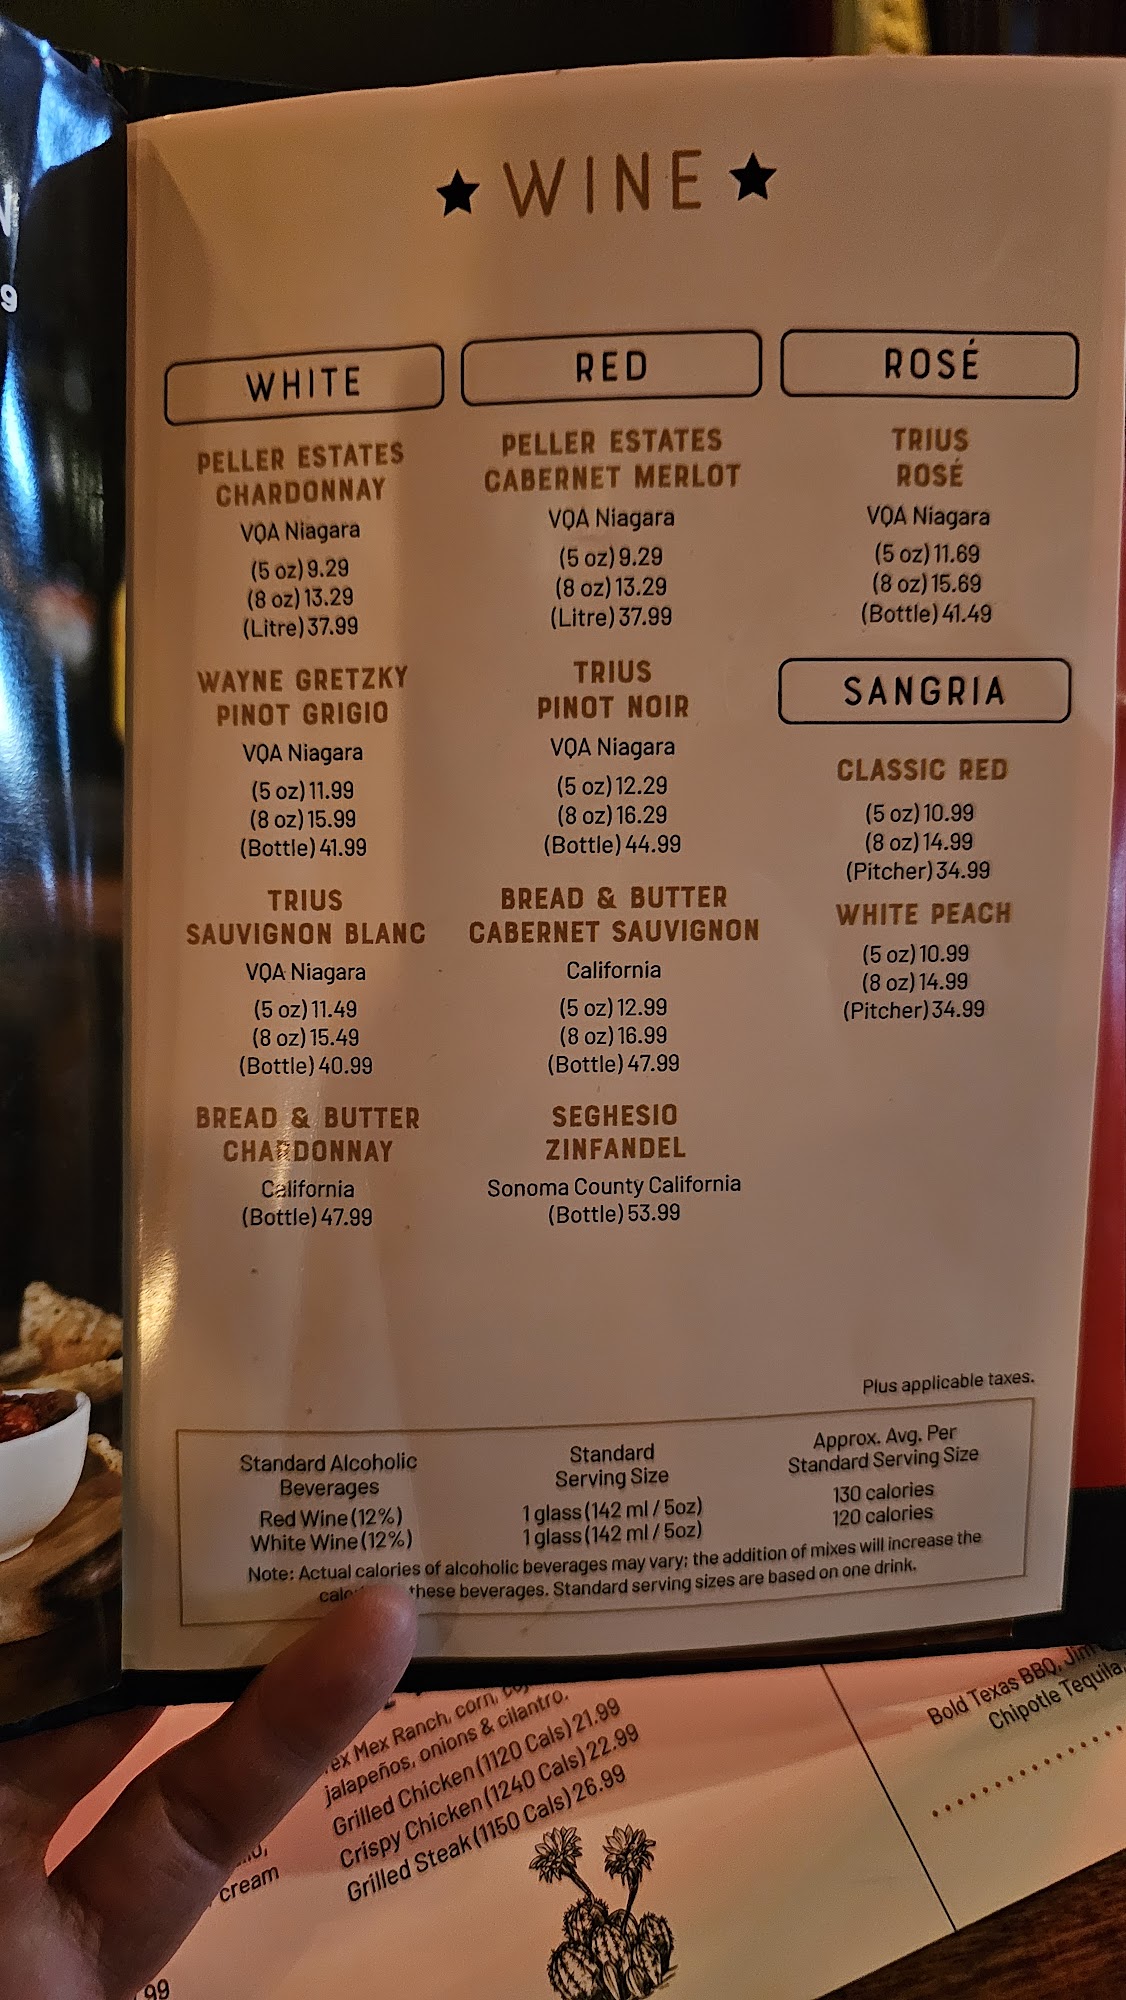 WINE
WHITE
PELLER ESTATES
CHARDONNAY
VQA Niagara
(5 oz) 9.29
(8 oz) 13.29
(Litre) 37.99
WAYNE GRETZKY
PINOT GRIGIO
VQA Niagara
(5 oz) 11.99
(8 oz) 15.99
(Bottle) 41.99
TRIUS
SAUVIGNON BLANC
VQA Niagara
(5 oz) 11.49
(8 oz) 15.49
(Bottle) 40.99
BREAD & BUTTER
CHARDONNAY
California
(Bottle) 47.99
RED
PELLER ESTATES
CABERNET MERLOT
VQA Niagara
(5 oz) 9.29
(8 oz) 13.29
(Litre) 37.99
TRIUS
PINOT NOIR
VQA Niagara
(5 oz) 12.29
(8 oz) 16.29
(Bottle) 44.99
BREAD & BUTTER
CABERNET SAUVIGNON
California
(5 oz) 12.99
(8 oz) 16.99
(Bottle) 47.99
SEGHESIO
ZINFANDEL
Sonoma County California
(Bottle) 53.99
ROSÉ
TRIUS
ROSÉ
VQA Niagara
(5 oz) 11.69
(8 oz) 15.69
(Bottle) 41.49
SANGRIA
CLASSIC RED
(5 oz) 10.99
(8 oz) 14.99
(Pitcher) 34.99
WHITE PEACH
(5 oz) 10.99
(8 oz) 14.99
(Pitcher) 34.99
Plus applicable taxes.
Standard Alcoholic
Beverages
Red Wine (12%)
White Wine (12%)
Standard
Serving Size
1 glass (142 ml / 5oz)
1 glass (142 ml / 5oz)
Approx. Avg. Per
Standard Serving Size
130 calories
120 calories
Note: Actual calories of alcoholic beverages may vary; the addition of mixes will increase the
these beverages. Standard serving sizes are based on one drink.
Mex Ranch, corn,
jalapeños, onions & cilantro.
Grilled Chicken (1120 Cals) 21.99
Crispy Chicken (1240 Cals) 22.99
Grilled Steak (1150 Cals) 26.99
cream
99
Bold Texas BBQ, Jim
Chipotle Tequila,